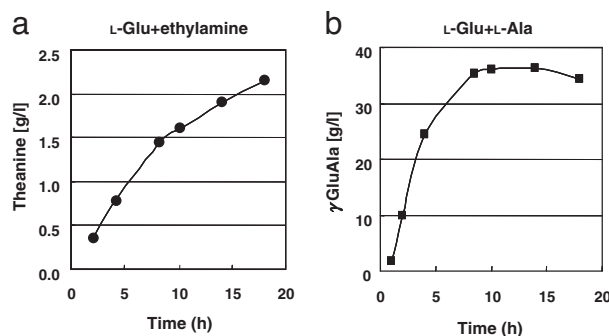 a
L-Glu+ethylamine
Theanine [g/l]
2.5
2.0
1.5
1.0
0.5
0.0
0 5 10 15 20
Time (h)
b
L-Glu+L-Ala
γGluAla [g/l]
40
30
20
10
0
0 5 10 15 20
Time (h)